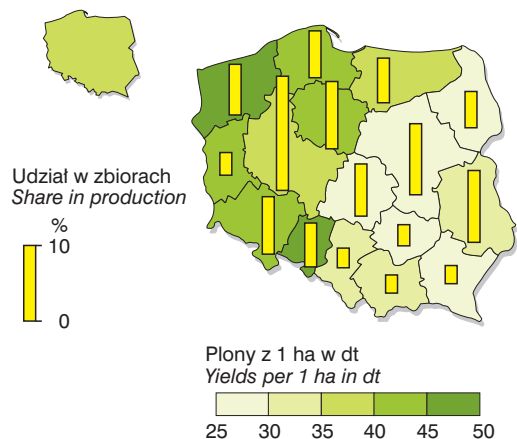 Udział w zbiorach
Share in production
%
10
0
Plony z 1 ha w dt
Yields per 1 ha in dt
25 30 35 40 45 50